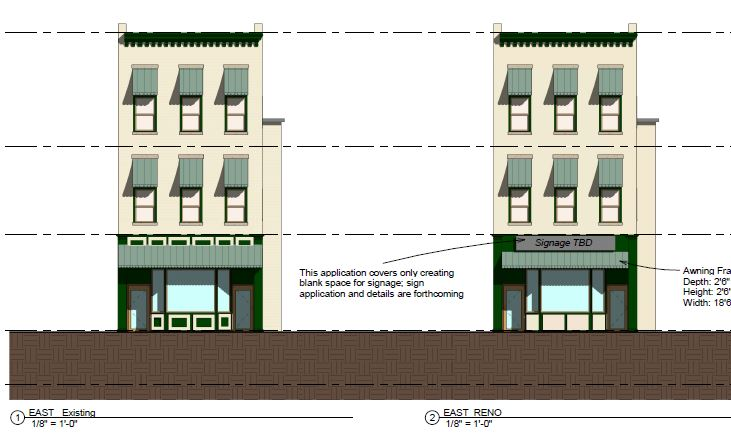 Signage TBD
This application covers only creating
blank space for signage; sign
application and details are forthcoming
Awning Fra
Depth: 2'6"
Height: 2'6"
Width: 18'6
1 EAST Existing
1/8" = 1'-0"
2 EAST RENO
1/8" = 1'-0"